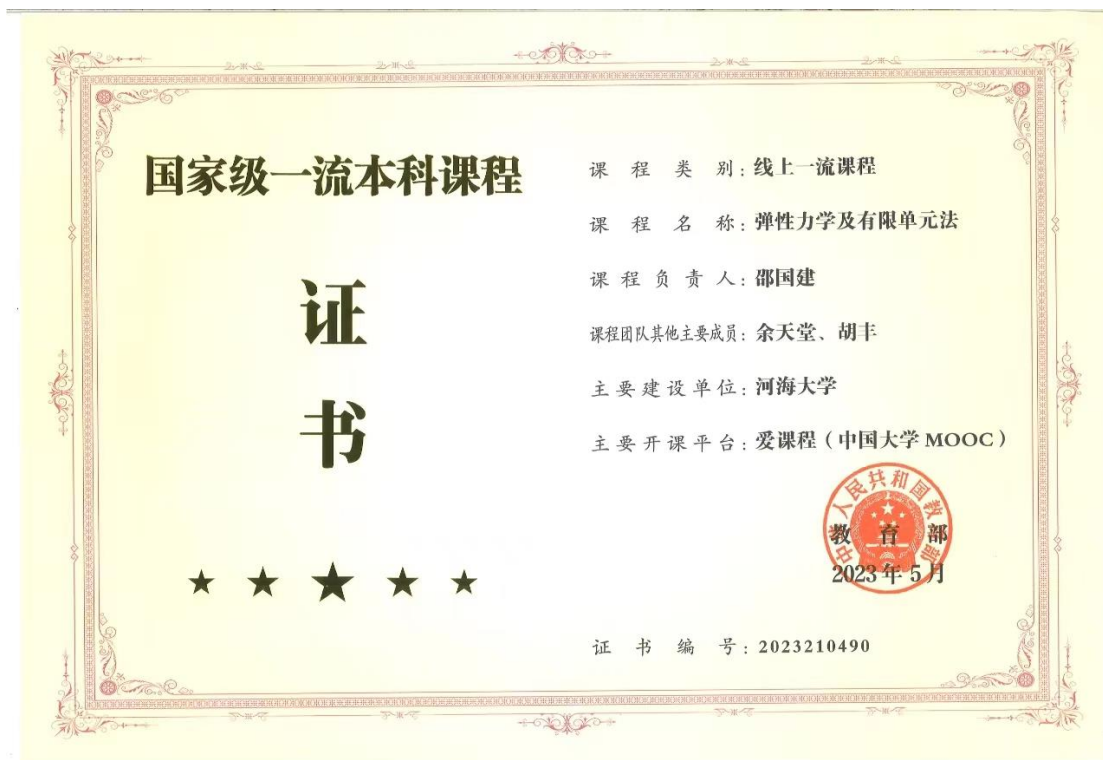 国家级一流本科课程
证
书
课程类别：线上一流课程
课程名称：弹性力学及有限单元法
课程负责人：邵国建
课程团队其他主要成员：余天堂、胡丰
主要建设单位：河海大学
主要开课平台：爱课程（中国大学MOOC）
中华人民共和国教育部
教育部
2023年5月
证书编号：2023210490